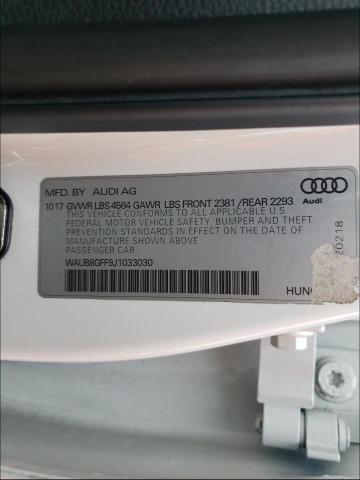 MFD. BY AUDI AG
Audi
10 17 GVWR LBS 4564 GAWR LBS FRONT 2381 /REAR 2293
THIS VEHICLE CONFORMS TO ALL APPLICABLE U.S
FEDERAL MOTOR VEHICLE SAFETY, BUMPER AND THEFT
PREVENTION STANDARDS IN EFFECT ON THE DATE OF
MANUFACTURE SHOWN ABOVE
PASSENGER CAR
WAUB8GFF9J1033030
20218